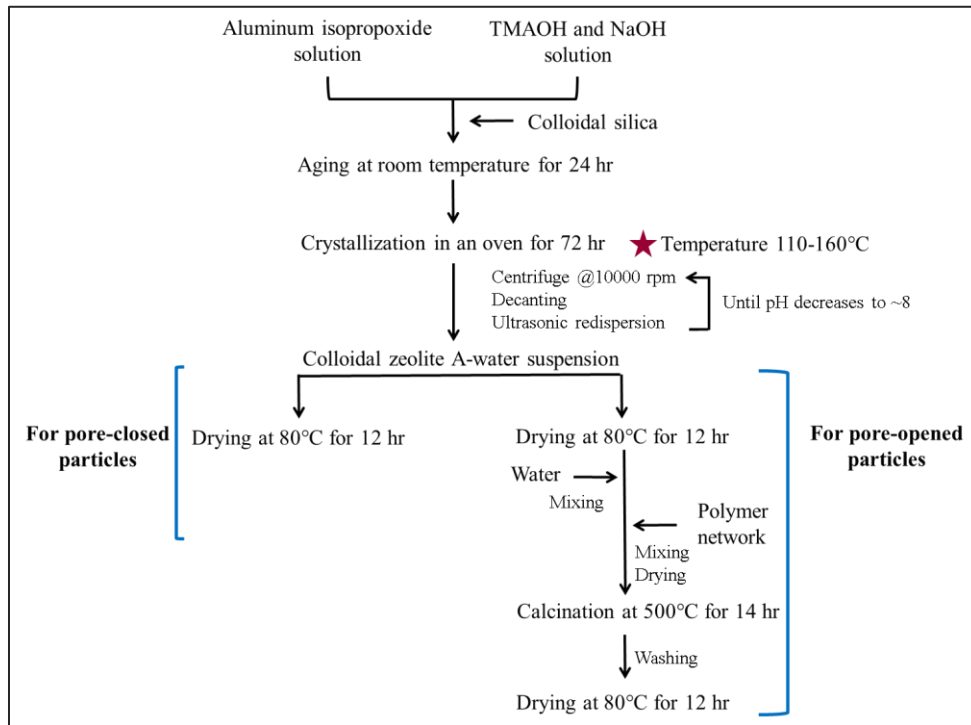 Aluminum isopropoxide
solution
TMAOH and NaOH
solution
Colloidal silica
Aging at room temperature for 24 hr
Crystallization in an oven for 72 hr
Temperature 110-160°C
Centrifuge @10000 rpm
Decanting
Ultrasonic redispersion
Until pH decreases to ~8
Colloidal zeolite A-water suspension
For pore-closed
particles
Drying at 80°C for 12 hr
Drying at 80°C for 12 hr
For pore-opened
particles
Water
Mixing
Polymer
network
Mixing
Drying
Calcination at 500°C for 14 hr
Washing
Drying at 80°C for 12 hr